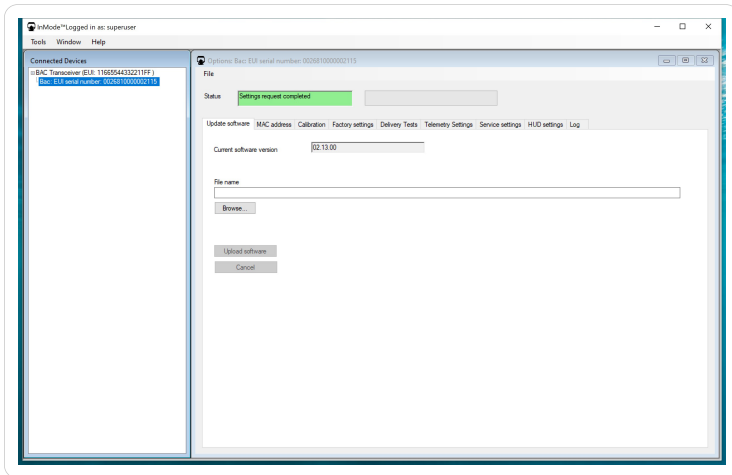 InMode™Logged in as: superuser
Tools Window Help
Connected Devices
BAC Transceiver (EUI: 11665544332211FF )
Bac: EUI serial number: 0026810000002115
Options: Bac: EUI serial number: 0026810000002115
File
Status Settings request completed
Update software MAC address Calibration Factory settings Delivery Tests Telemetry Settings Service settings HUD settings Log
Current software version 02.13.00
File name
Browse...
Upload software
Cancel